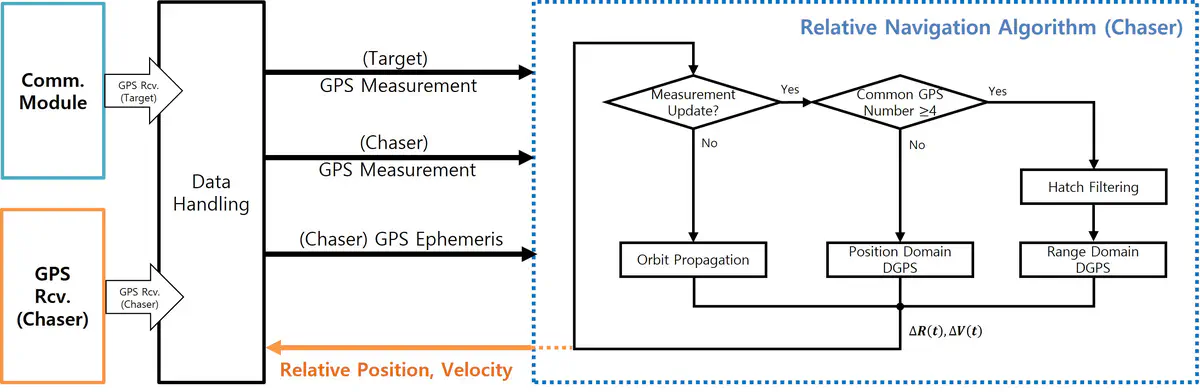 Relative Navigation Algorithm (Chaser)
Comm.
Module
GPS Rcv.
(Target)
GPS
Rcv.
(Chaser)
GPS Rcv.
(Chaser)
Data
Handling
(Target)
GPS Measurement
(Chaser)
GPS Measurement
(Chaser) GPS Ephemeris
Relative Position, Velocity
Measurement
Update?
Yes
Common GPS
Number ≥4
Yes
No
No
Hatch Filtering
Orbit Propagation
Position Domain
DGPS
Range Domain
DGPS
ΔR(t), ΔV(t)